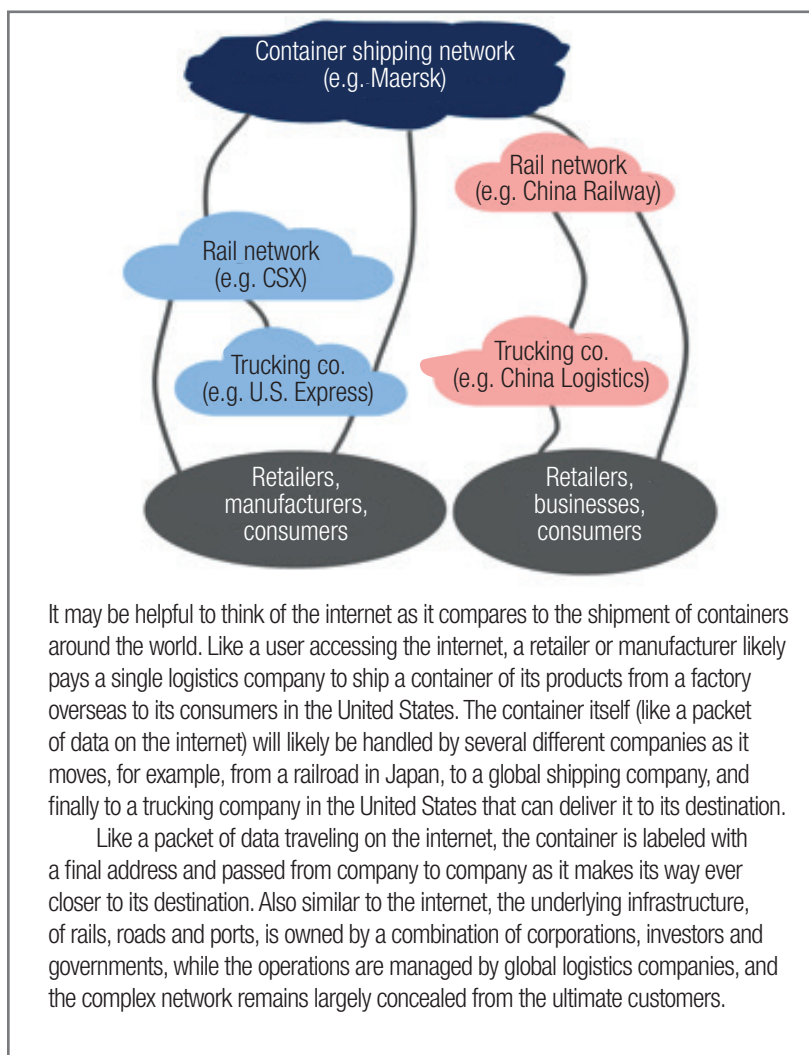 Container shipping network
(e.g. Maersk)
Rail network
(e.g. China Railway)
Rail network
(e.g. CSX)
Trucking co.
(e.g. U.S. Express)
Trucking co.
(e.g. China Logistics)
Retailers,
manufacturers,
consumers
Retailers,
businesses,
consumers
It may be helpful to think of the internet as it compares to the shipment of containers
around the world. Like a user accessing the internet, a retailer or manufacturer likely
pays a single logistics company to ship a container of its products from a factory
overseas to its consumers in the United States. The container itself (like a packet
of data on the internet) will likely be handled by several different companies as it
moves, for example, from a railroad in Japan, to a global shipping company, and
finally to a trucking company in the United States that can deliver it to its destination.
Like a packet of data traveling on the internet, the container is labeled with
a final address and passed from company to company as it makes its way ever
closer to its destination. Also similar to the internet, the underlying infrastructure,
of rails, roads and ports, is owned by a combination of corporations, investors and
governments, while the operations are managed by global logistics companies, and
the complex network remains largely concealed from the ultimate customers.